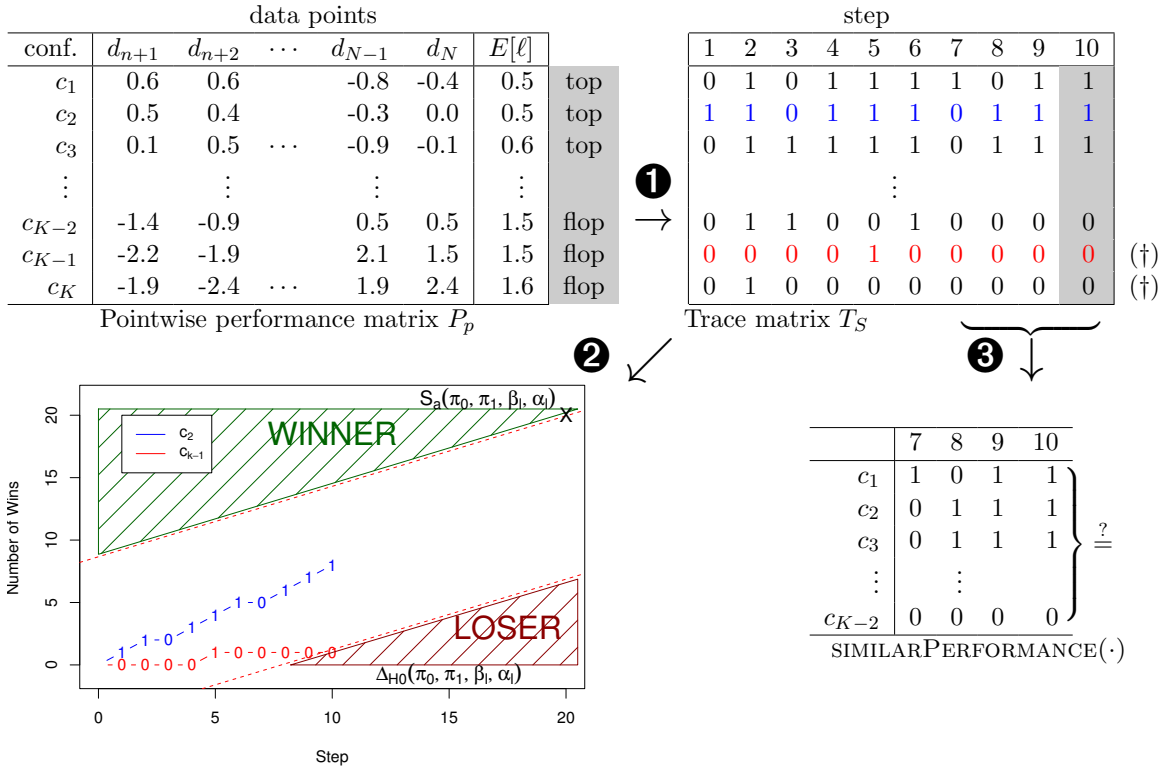 data points
conf. d_{n+1} d_{n+2} ⋯ d_{N−1} d_N E[ℓ]
c_1 0.6 0.6 -0.8 -0.4 0.5 top
c_2 0.5 0.4 -0.3 0.0 0.5 top
c_3 0.1 0.5 ⋯ -0.9 -0.1 0.6 top
⋮ ⋮ ⋮ ⋮
c_{K−2} -1.4 -0.9 0.5 0.5 1.5 flop
c_{K−1} -2.2 -1.9 2.1 1.5 1.5 flop
c_K -1.9 -2.4 ⋯ 1.9 2.4 1.6 flop
Pointwise performance matrix P_p
❶
step
1 2 3 4 5 6 7 8 9 10
0 1 0 1 1 1 1 0 1 1
1 1 0 1 1 1 0 1 1 1
0 1 1 1 1 1 0 1 1 1
⋮
0 1 1 0 0 1 0 0 0 0
0 0 0 0 1 0 0 0 0 0 (†)
0 1 0 0 0 0 0 0 0 0 (†)
Trace matrix T_S
❷
❸
S_a(π_0, π_1, β_l, α_l)
X
c_2
c_{k−1}
WINNER
LOSER
Δ_{H0}(π_0, π_1, β_l, α_l)
1 1 0 1 1 1 0 1 1 1
0 0 0 0 1 0 0 0 0 0
Number of Wins
0 5 10 15 20
0 5 10 15 20
Step
7 8 9 10
c_1 1 0 1 1
c_2 0 1 1 1
c_3 0 1 1 1
⋮ ⋮
c_{K−2} 0 0 0 0
?
=
SIMILARPERFORMANCE(·)